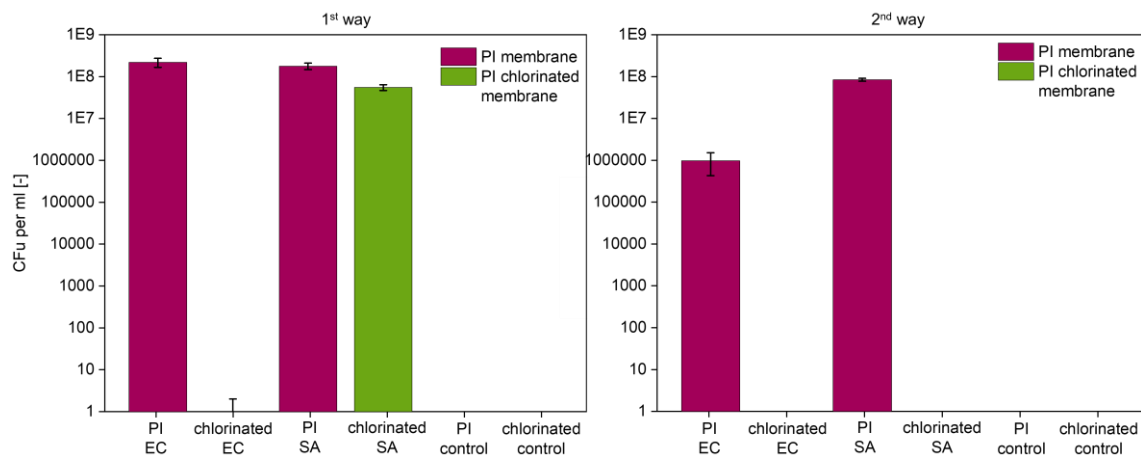 1st way
1E9
1E8
1E7
1000000
100000
10000
1000
100
10
1
CFu per ml [-]
PI membrane
PI chlorinated
membrane
PI
EC
chlorinated
EC
PI
SA
chlorinated
SA
PI
control
chlorinated
control
2nd way
1E9
1E8
1E7
1000000
100000
10000
1000
100
10
1
PI membrane
PI chlorinated
membrane
PI
EC
chlorinated
EC
PI
SA
chlorinated
SA
PI
control
chlorinated
control